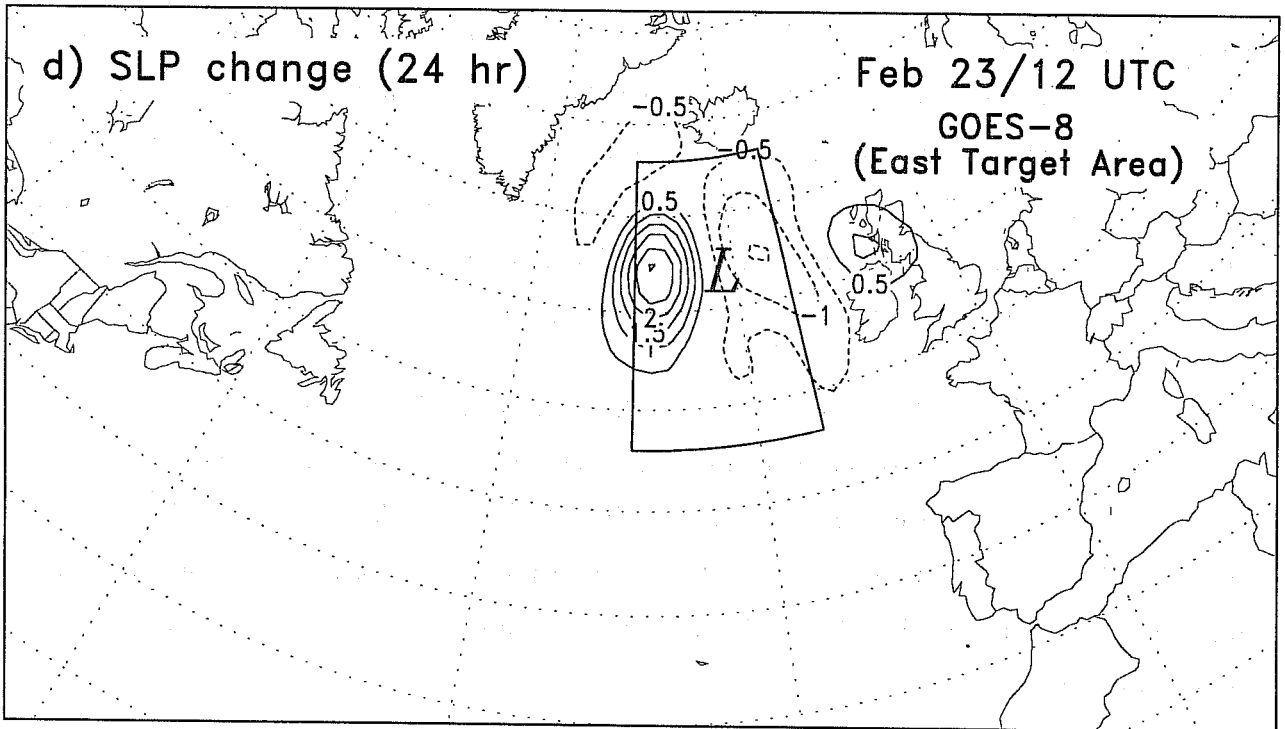 d) SLP change (24 hr)
Feb 23/12 UTC
GOES-8
(East Target Area)
-0.5
-0.5
0.5
L
0.5
-1
2
1.5
1